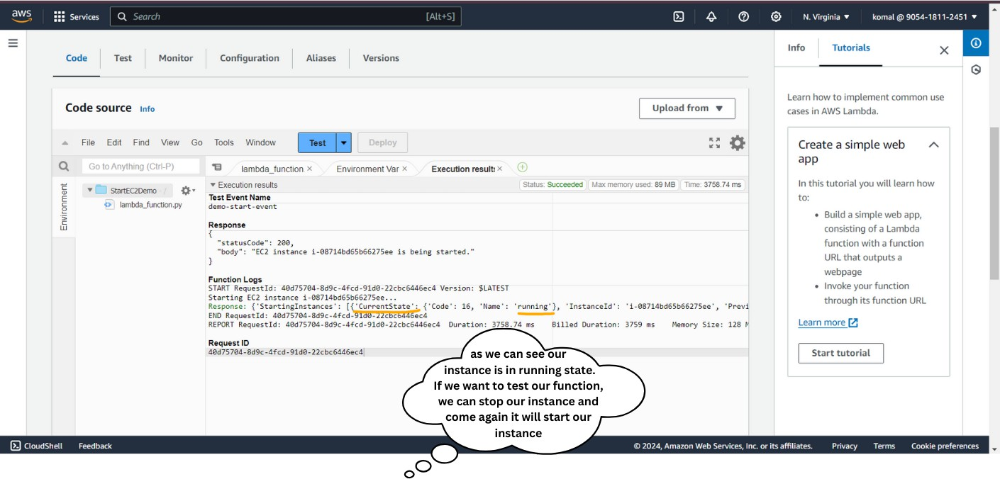 aws
Services
Search
[Alt+S]
N. Virginia
komal @ 9054-1811-2451
Code
Test
Monitor
Configuration
Aliases
Versions
Info
Tutorials
Code source
Info
Upload from
File
Edit
Find
View
Go
Tools
Window
Test
Deploy
Go to Anything (Ctrl-P)
lambda_function
Environment Var
Execution results
Environment
StartEC2Demo - /
lambda_function.py
Execution results
Status: Succeeded
Max memory used: 89 MB
Time: 3758.74 ms
Test Event Name
demo-start-event
Response
{
"statusCode": 200,
"body": "EC2 instance i-08714bd65b66275ee is being started."
}
Function Logs
START RequestId: 40d75704-8d9c-4fcd-91d0-22cbc6446ec4 Version: $LATEST
Starting EC2 instance i-08714bd65b66275ee...
Response: {'StartingInstances': [{'CurrentState': {'Code': 16, 'Name': 'running'}, 'InstanceId': 'i-08714bd65b66275ee', 'Previ
END RequestId: 40d75704-8d9c-4fcd-91d0-22cbc6446ec4
REPORT RequestId: 40d75704-8d9c-4fcd-91d0-22cbc6446ec4 Duration: 3758.74 ms Billed Duration: 3759 ms Memory Size: 128 M
Request ID
40d75704-8d9c-4fcd-91d0-22cbc6446ec4
as we can see our
instance is in running state.
If we want to test our function,
we can stop our instance and
come again it will start our
instance
Learn how to implement common use
cases in AWS Lambda.
Create a simple web
app
In this tutorial you will learn how
to:
• Build a simple web app,
consisting of a Lambda
function with a function
URL that outputs a
webpage
• Invoke your function
through its function URL
Learn more
Start tutorial
CloudShell
Feedback
© 2024, Amazon Web Services, Inc. or its affiliates.
Privacy
Terms
Cookie preferences